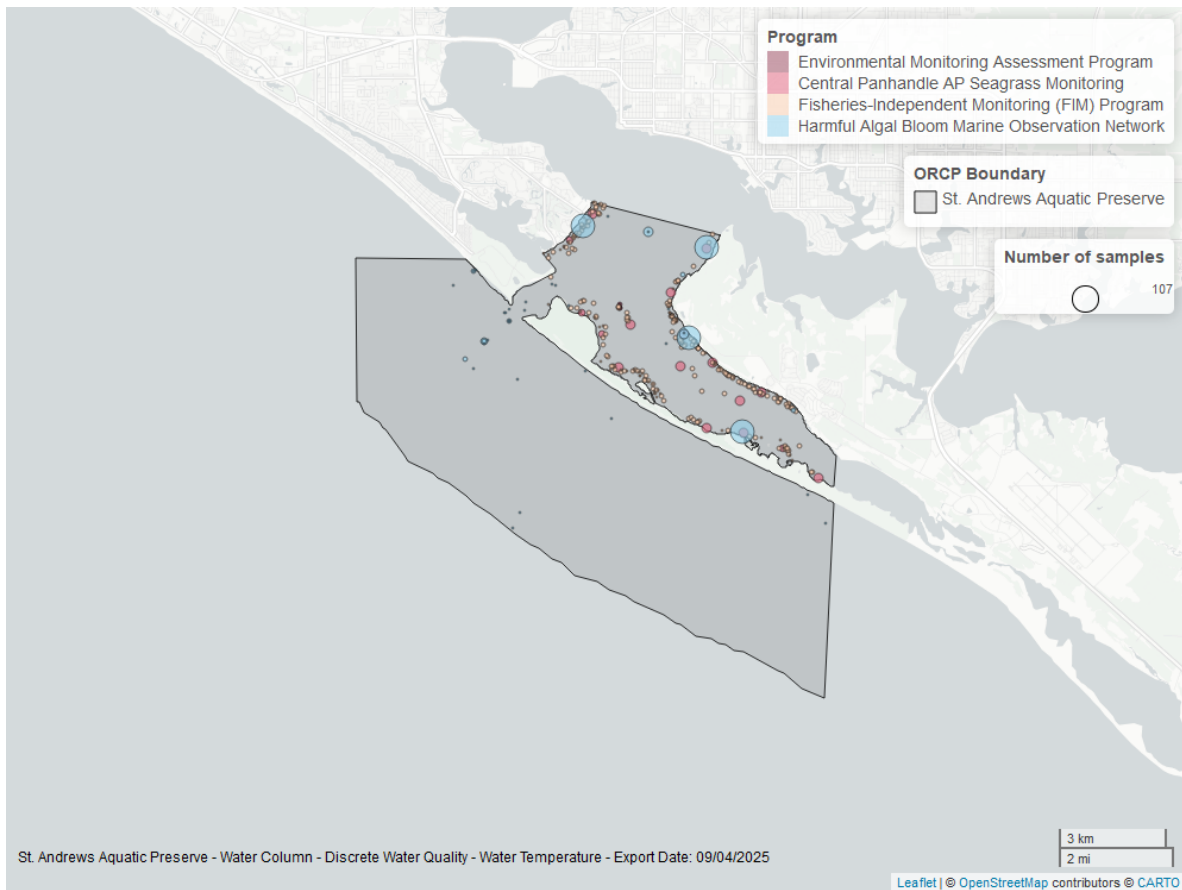 Program
Environmental Monitoring Assessment Program
Central Panhandle AP Seagrass Monitoring
Fisheries-Independent Monitoring (FIM) Program
Harmful Algal Bloom Marine Observation Network
ORCP Boundary
St. Andrews Aquatic Preserve
Number of samples
107
3 km
2 mi
St. Andrews Aquatic Preserve - Water Column - Discrete Water Quality - Water Temperature - Export Date: 09/04/2025
Leaflet | © OpenStreetMap contributors © CARTO